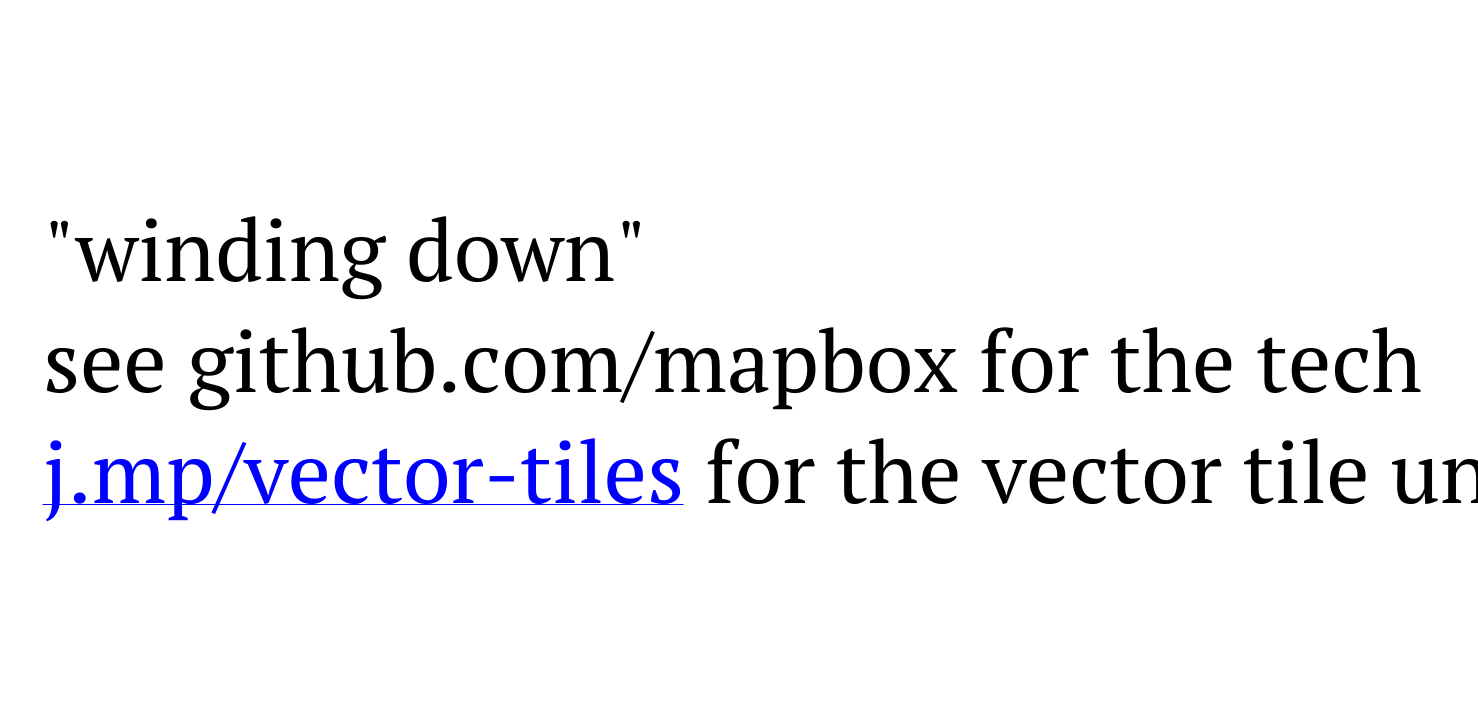 "winding down"
see github.com/mapbox for the tech
j.mp/vector-tiles for the vector tile